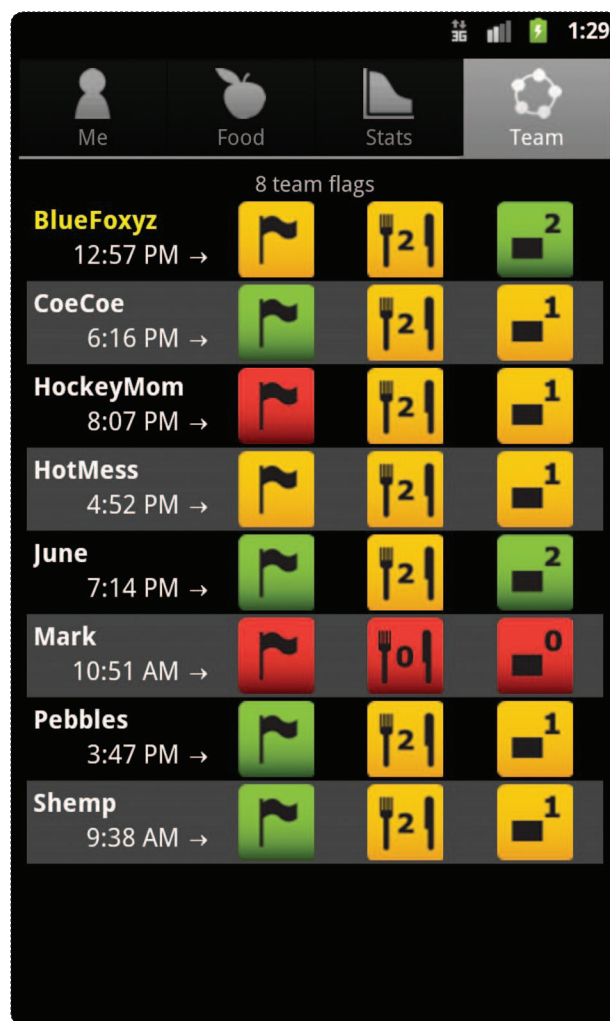 3G 1:29
Me Food Stats Team
8 team flags
BlueFoxyz
12:57 PM → 2 2
CoeCoe
6:16 PM → 2 1
HockeyMom
8:07 PM → 2 1
HotMess
4:52 PM → 2 1
June
7:14 PM → 2 2
Mark
10:51 AM → 0 0
Pebbles
3:47 PM → 2 1
Shemp
9:38 AM → 2 1